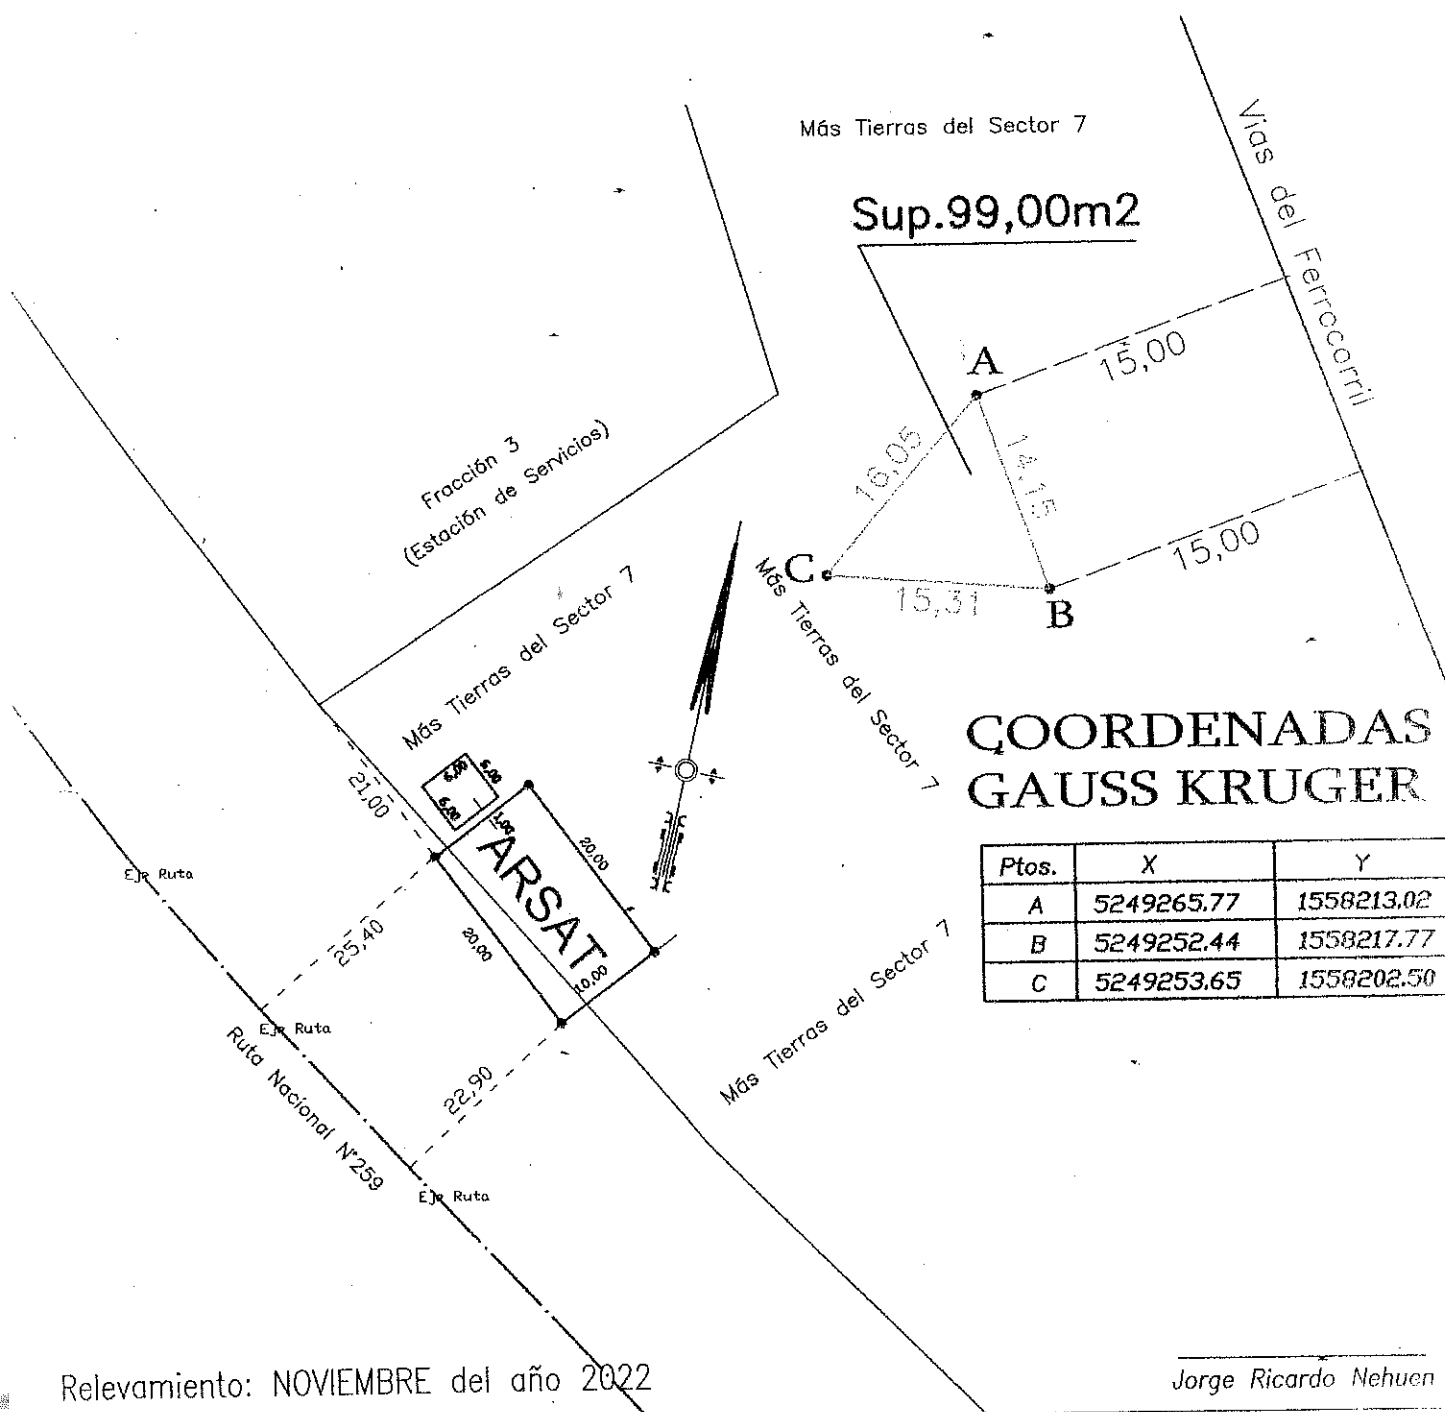 Más Tierras del Sector 7
Vias del Ferrocarril
Sup.99,00m2
A
15,00
16,05
14,15
Fracción 3
(Estación de Servicios)
15,00
C
15,31
B
Más Tierras del Sector 7
Más Tierras del Sector 7
COORDENADAS
GAUSS KRUGER
Ptos. X Y
A 5249265.77 1558213.02
B 5249252.44 1558217.77
C 5249253.65 1558202.50
21,00
6,00
6,00
6,00
1,00
20,00
ARSAT
20,00
10,00
Eje Ruta
25,40
Eje Ruta
Ruta Nacional N°259
22,90
Más Tierras del Sector 7
Eje Ruta
Relevamiento: NOVIEMBRE del año 2022
Jorge Ricardo Nehuen